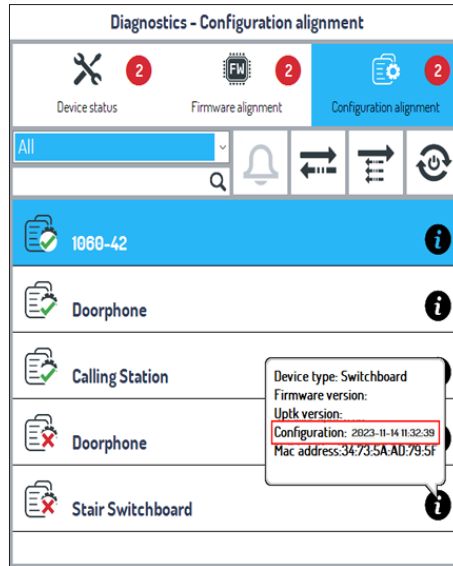 Diagnostics - Configuration alignment
2
FW
2
2
Device status
Firmware alignment
Configuration alignment
All
1060-42
i
Doorphone
i
Calling Station
Doorphone
Stair Switchboard
i
Device type: Switchboard
Firmware version:
Uptk version:
Configuration: 2023-11-14 11:32:39
Mac address:34:73:5A:AD:79:5F